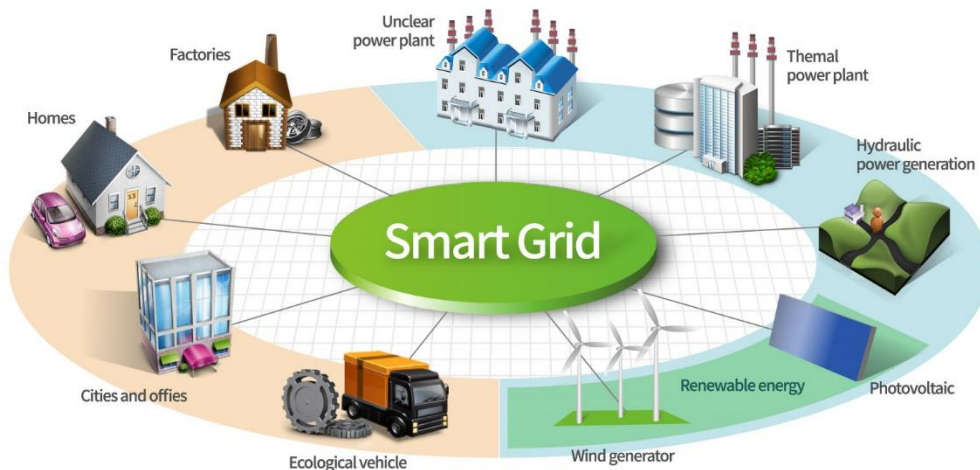 Unclear
power plant
Factories
Themal
power plant
Homes
Hydraulic
power generation
Smart Grid
Cities and offies
Renewable energy
Photovoltaic
Ecological vehicle
Wind generator